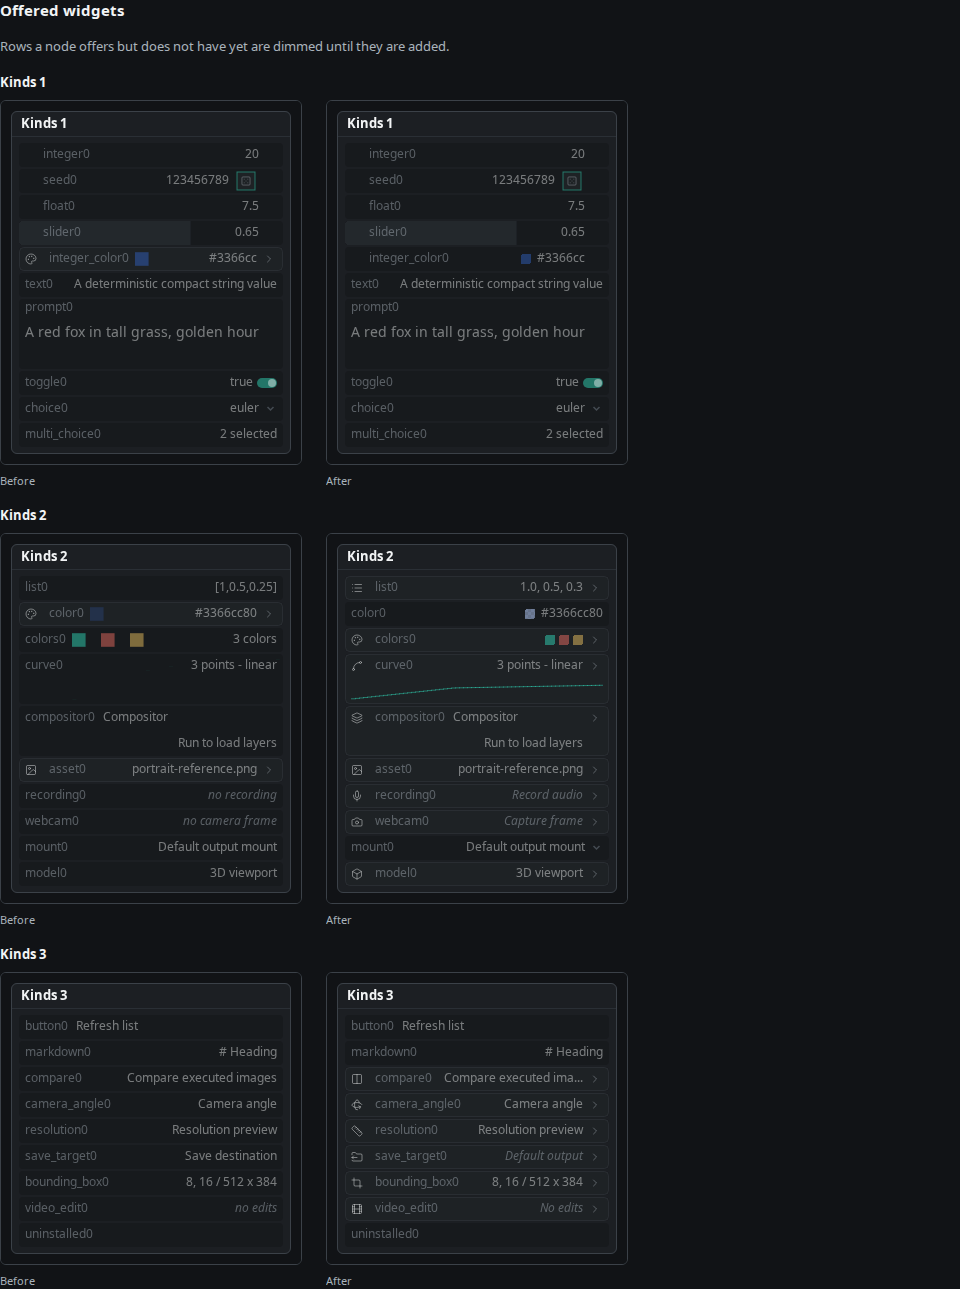 Offered widgets
Rows a node offers but does not have yet are dimmed until they are added.
Kinds 1
Kinds 1
integer0 20
seed0 123456789
float0 7.5
slider0 0.65
integer_color0 #3366cc
text0 A deterministic compact string value
prompt0
A red fox in tall grass, golden hour
toggle0 true
choice0 euler
multi_choice0 2 selected
Before
Kinds 1
integer0 20
seed0 123456789
float0 7.5
slider0 0.65
integer_color0 #3366cc
text0 A deterministic compact string value
prompt0
A red fox in tall grass, golden hour
toggle0 true
choice0 euler
multi_choice0 2 selected
After
Kinds 2
Kinds 2
list0 [1,0.5,0.25]
color0 #3366cc80
colors0 3 colors
curve0 3 points - linear
compositor0 Compositor
Run to load layers
asset0 portrait-reference.png
recording0 no recording
webcam0 no camera frame
mount0 Default output mount
model0 3D viewport
Before
Kinds 2
list0 1.0, 0.5, 0.3
color0 #3366cc80
colors0
curve0 3 points - linear
compositor0 Compositor
Run to load layers
asset0 portrait-reference.png
recording0 Record audio
webcam0 Capture frame
mount0 Default output mount
model0 3D viewport
After
Kinds 3
Kinds 3
button0 Refresh list
markdown0 # Heading
compare0 Compare executed images
camera_angle0 Camera angle
resolution0 Resolution preview
save_target0 Save destination
bounding_box0 8, 16 / 512 x 384
video_edit0 no edits
uninstalled0
Before
Kinds 3
button0 Refresh list
markdown0 # Heading
compare0 Compare executed ima...
camera_angle0 Camera angle
resolution0 Resolution preview
save_target0 Default output
bounding_box0 8, 16 / 512 x 384
video_edit0 No edits
uninstalled0
After